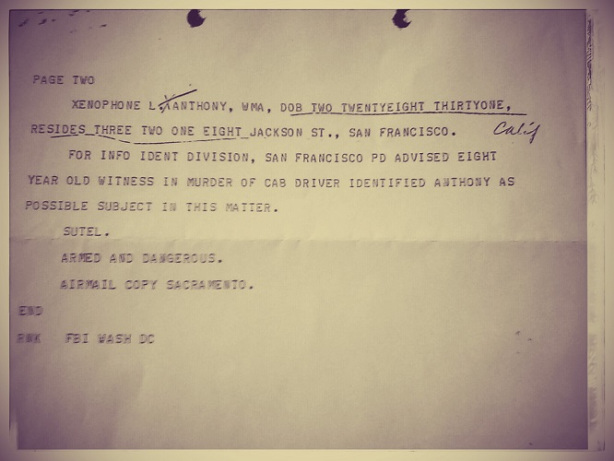 PAGE TWO
XENOPHONE L. ANTHONY, WMA, DOB TWO TWENTYEIGHT THIRTYONE,
RESIDES THREE TWO ONE EIGHT JACKSON ST., SAN FRANCISCO. Calif
FOR INFO IDENT DIVISION, SAN FRANCISCO PD ADVISED EIGHT
YEAR OLD WITNESS IN MURDER OF CAB DRIVER IDENTIFIED ANTHONY AS
POSSIBLE SUBJECT IN THIS MATTER.
SUTEL.
ARMED AND DANGEROUS.
AIRMAIL COPY SACRAMENTO.
END
FBI WASH DC